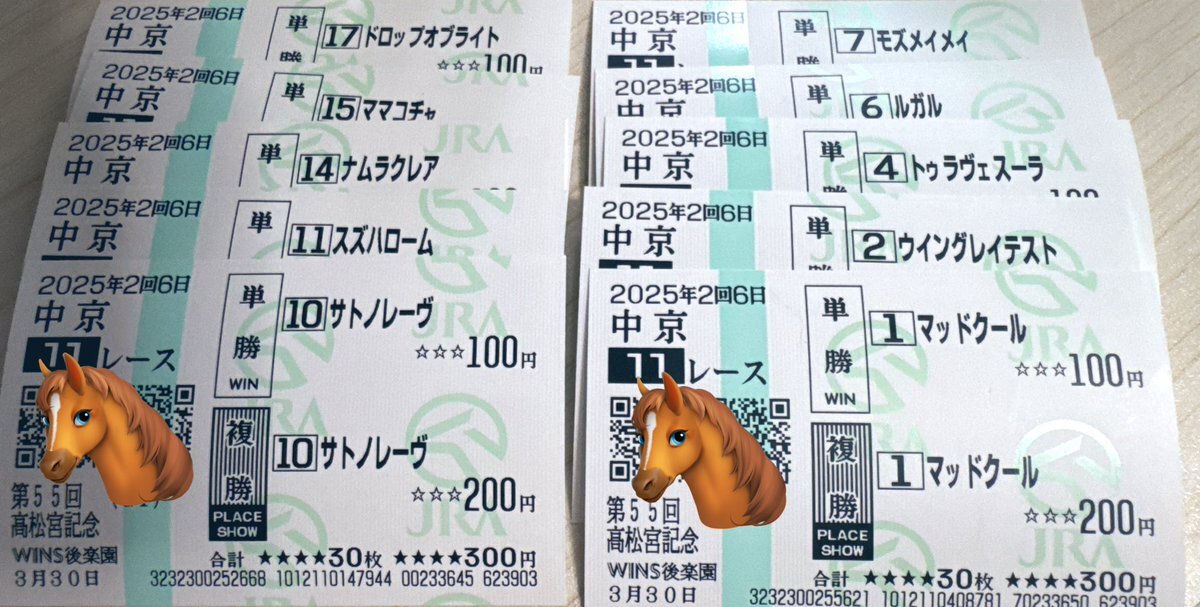 2025年2回6日
中京
単勝
17 ドロップオブライト
☆☆☆100円
2025年2回6日
中京
単
15 ママコチャ
2025年2回6日
中京
単
14 ナムラクレア
2025年2回6日
中京
単
11 スズハローム
2025年2回6日
中京
11レース
単勝
WIN
10 サトノレーヴ
☆☆☆100円
複勝
PLACE
SHOW
10 サトノレーヴ
☆☆☆200円
第55回
高松宮記念
WINS後楽園
3月30日
合計 ★★★★30枚 ★★★★300円
3232300252668 1012110147944 00233645 623903
JRA
2025年2回6日
中京
11
単勝
7 モズメイメイ
2025年2回6日
中京
単
6 ルガル
2025年2回6日
中京
単勝
4 トゥラヴェスーラ
100
2025年2回6日
中京
単勝
2 ウイングレイテスト
2025年2回6日
中京
11レース
単勝
WIN
1 マッドクール
☆☆☆100円
複勝
PLACE
SHOW
1 マッドクール
☆☆☆200円
第55回
高松宮記念
WINS後楽園
3月30日
合計 ★★★★30枚 ★★★★300円
3232300255621 1012110408781 70233650 623903
JRA